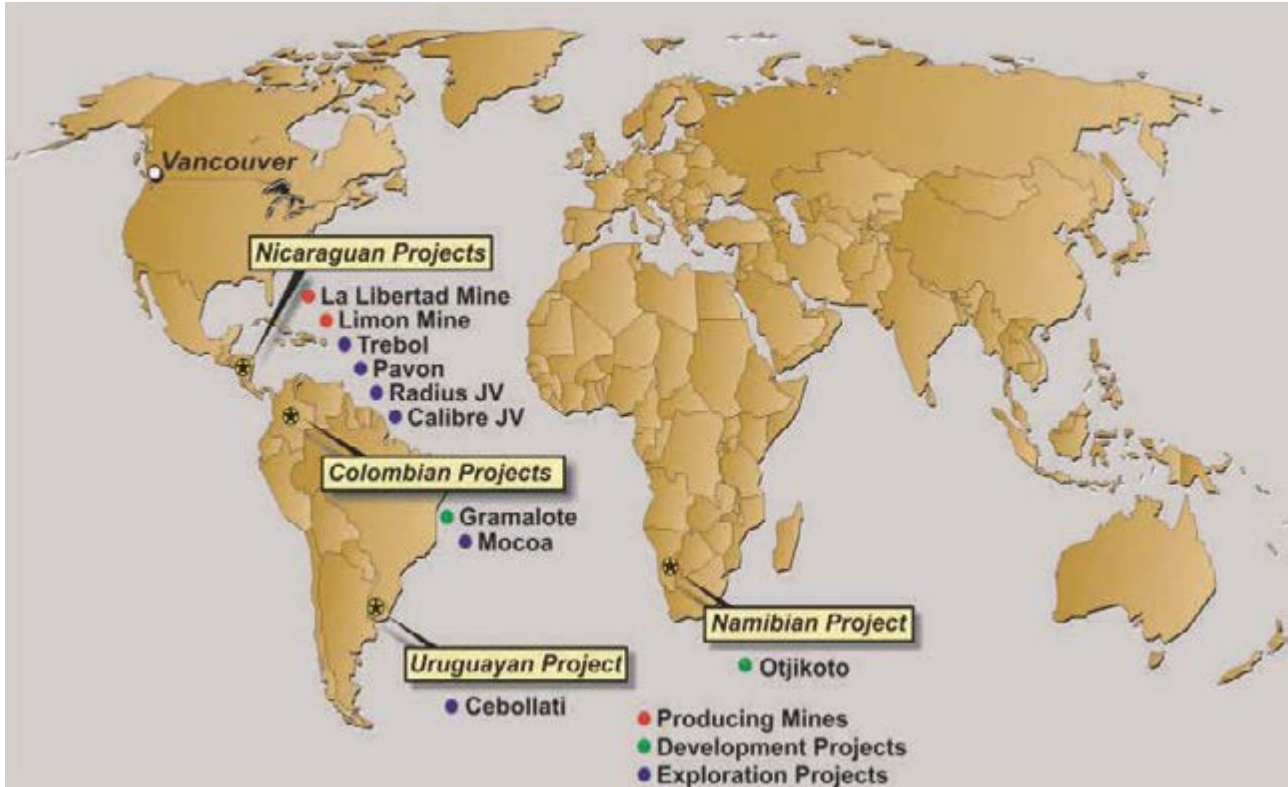 Vancouver
Nicaraguan Projects
La Libertad Mine
Limon Mine
Trebol
Pavon
Radius JV
Calibre JV
Colombian Projects
Gramalote
Mocoa
Namibian Project
Otjikoto
Uruguayan Project
Cebollati
Producing Mines
Development Projects
Exploration Projects